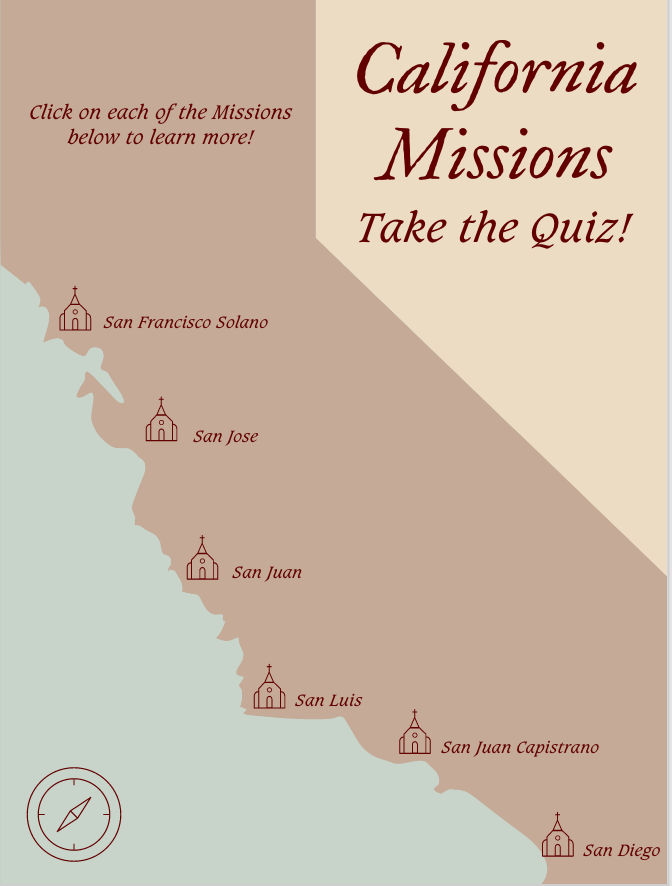 California
Missions
Take the Quiz!
Click on each of the Missions
below to learn more!
San Francisco Solano
San Jose
San Juan
San Luis
San Juan Capistrano
San Diego